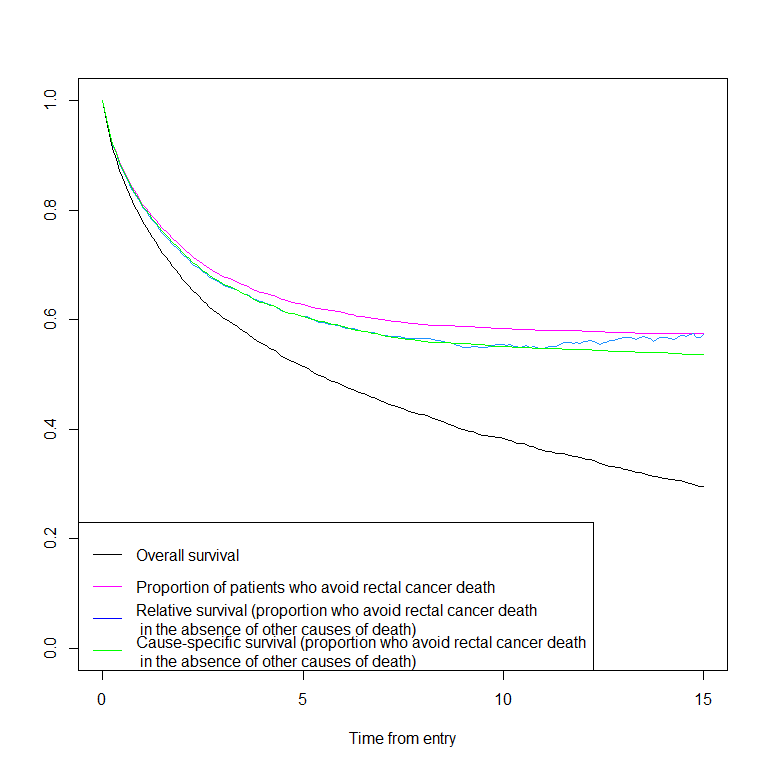 1.0
0.8
0.6
0.4
0.2
0.0
Overall survival
Proportion of patients who avoid rectal cancer death
Relative survival (proportion who avoid rectal cancer death
in the absence of other causes of death)
Cause-specific survival (proportion who avoid rectal cancer death
in the absence of other causes of death)
0 5 10 15
Time from entry